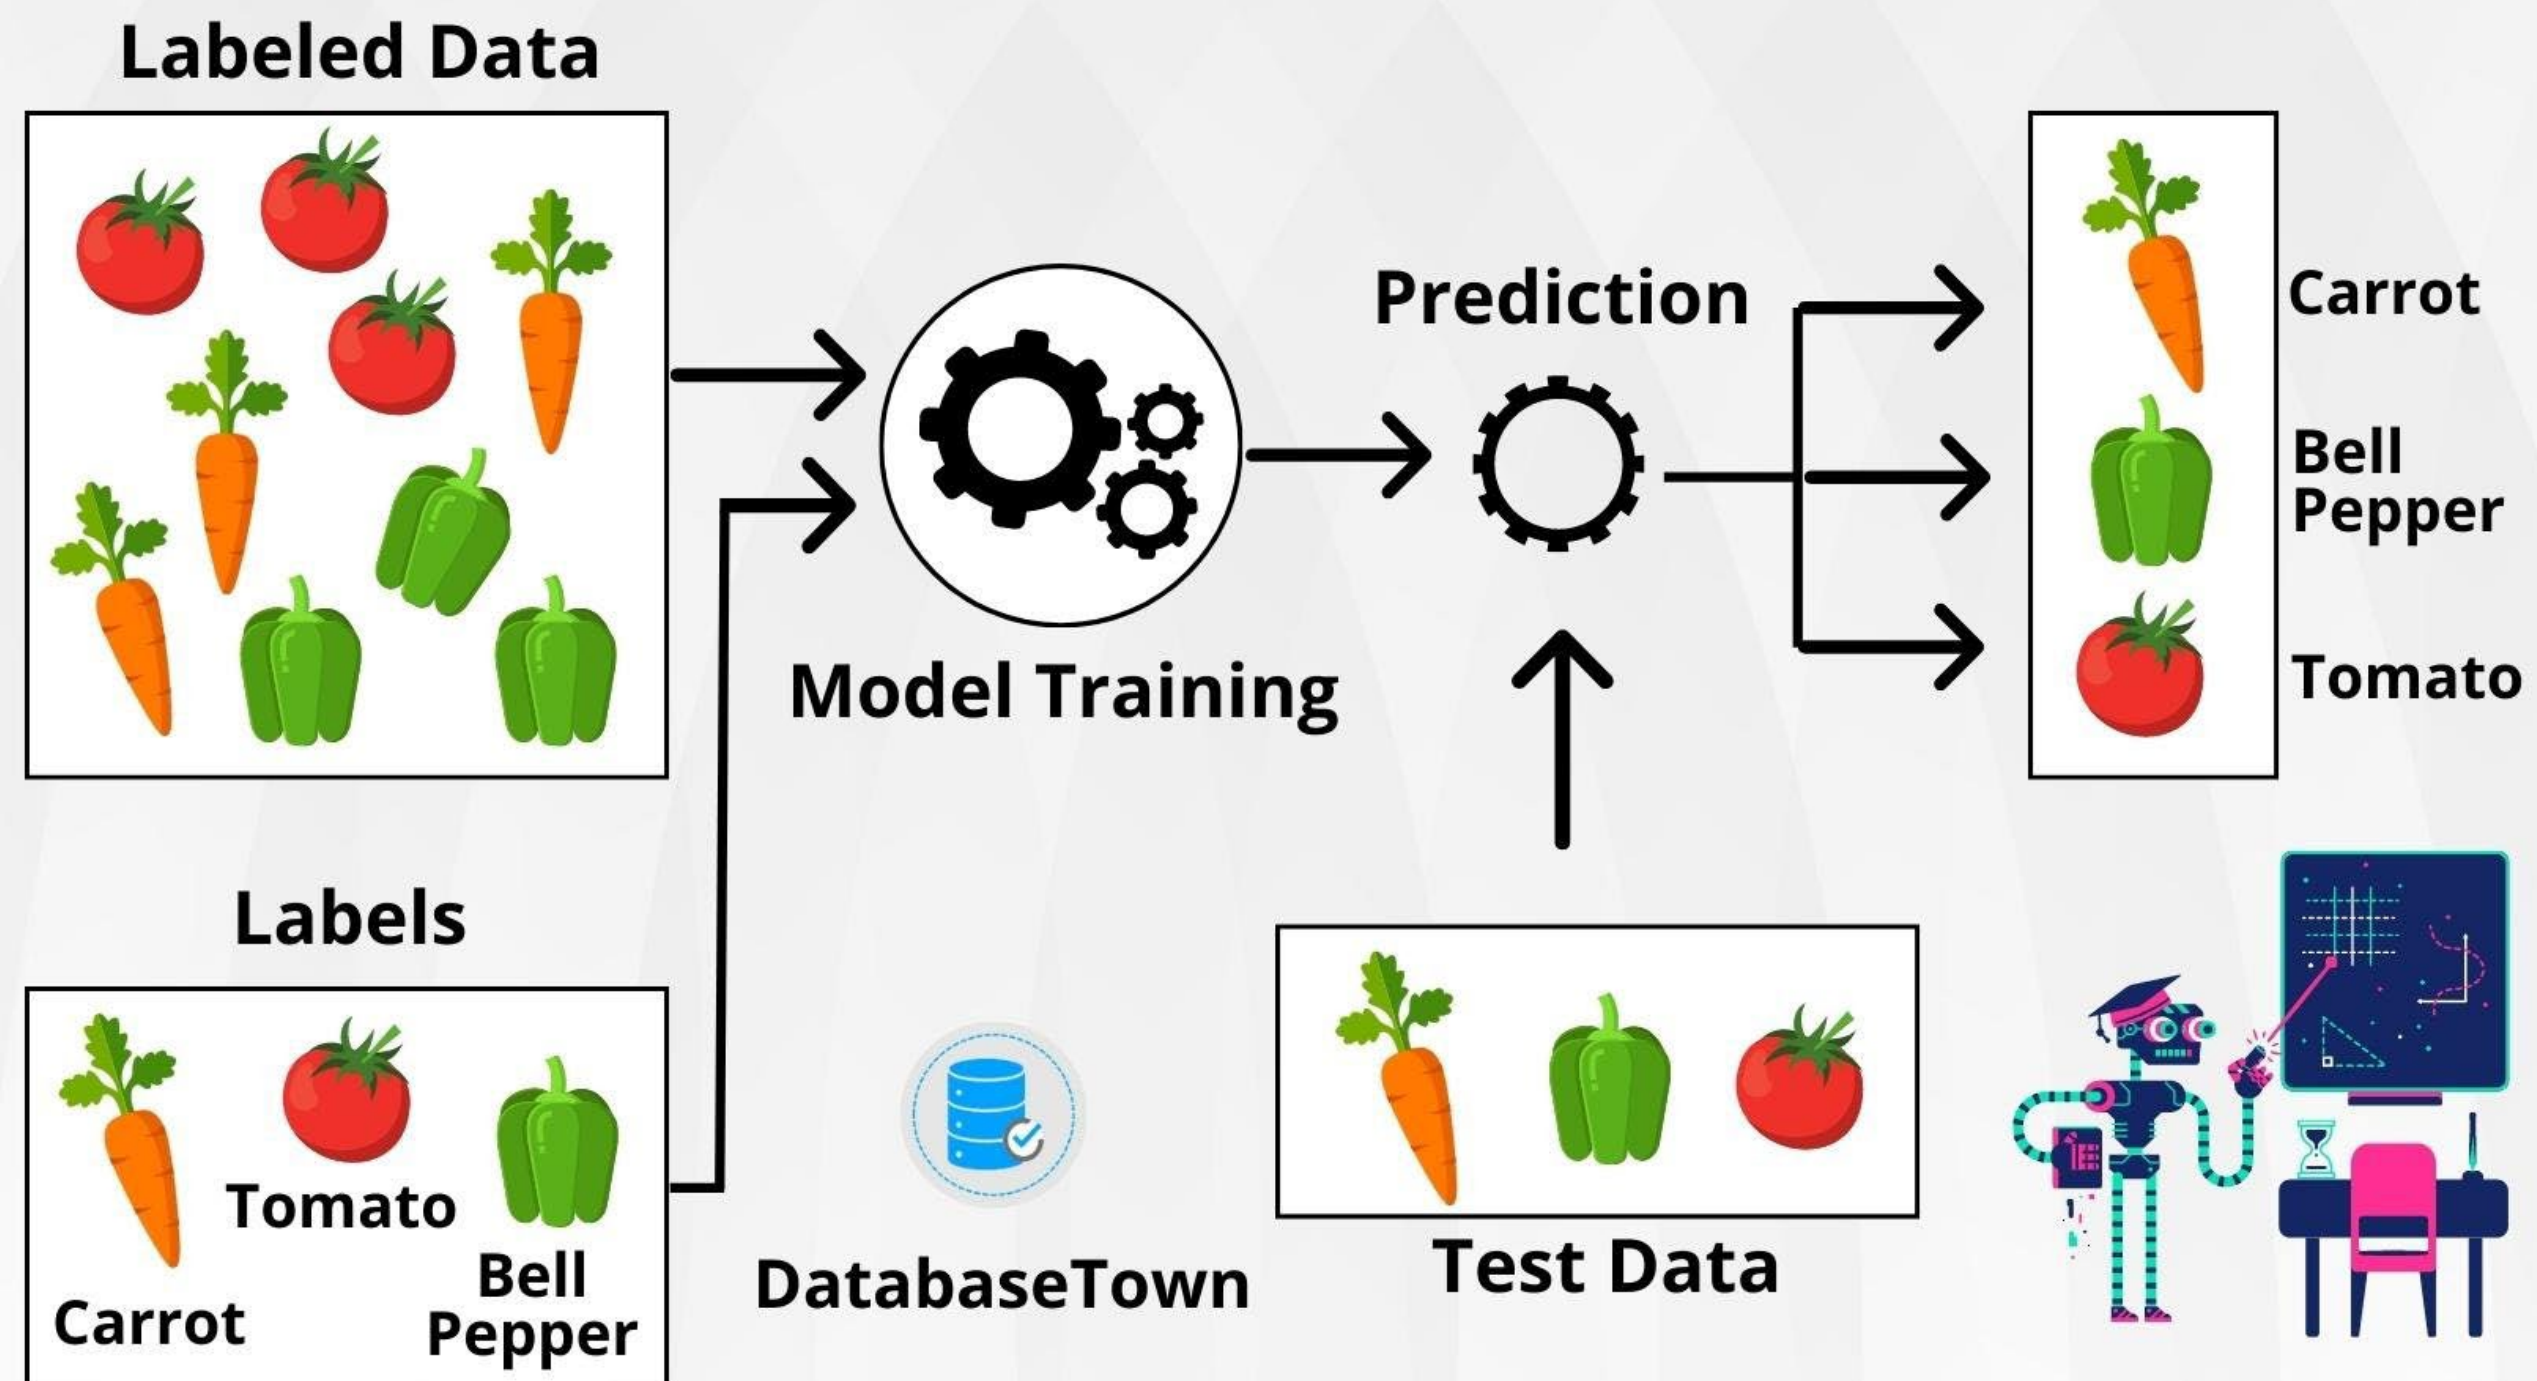 Labeled Data
Labels
Carrot
Tomato
Bell
Pepper
Model Training
Prediction
Carrot
Bell
Pepper
Tomato
Test Data
DatabaseTown